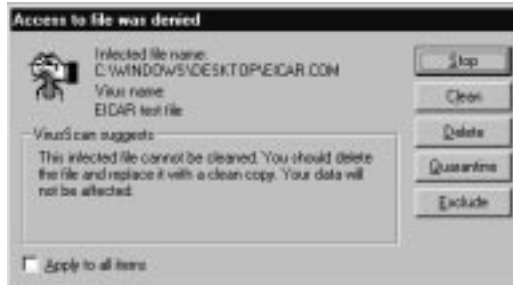 Access to file was denied
Infected file name:
C:\WINDOWS\DESKTOP\EICAR.COM
Virus name:
EICAR test file
VirusScan suggests
This infected file cannot be cleaned. You should delete
the file and replace it with a clean copy. Your data will
not be affected.
Apply to all items
Stop
Clean
Delete
Quarantine
Exclude